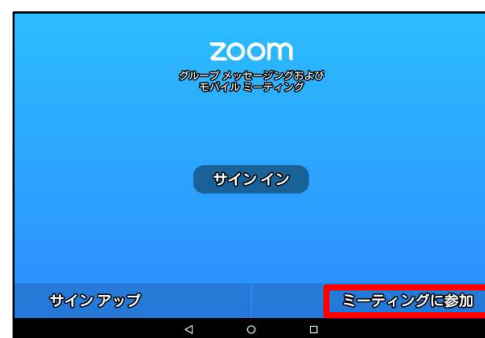 zoom
グループ メッセージングおよび
モバイル ミーティング
サイン イン
サイン アップ
ミーティングに参加